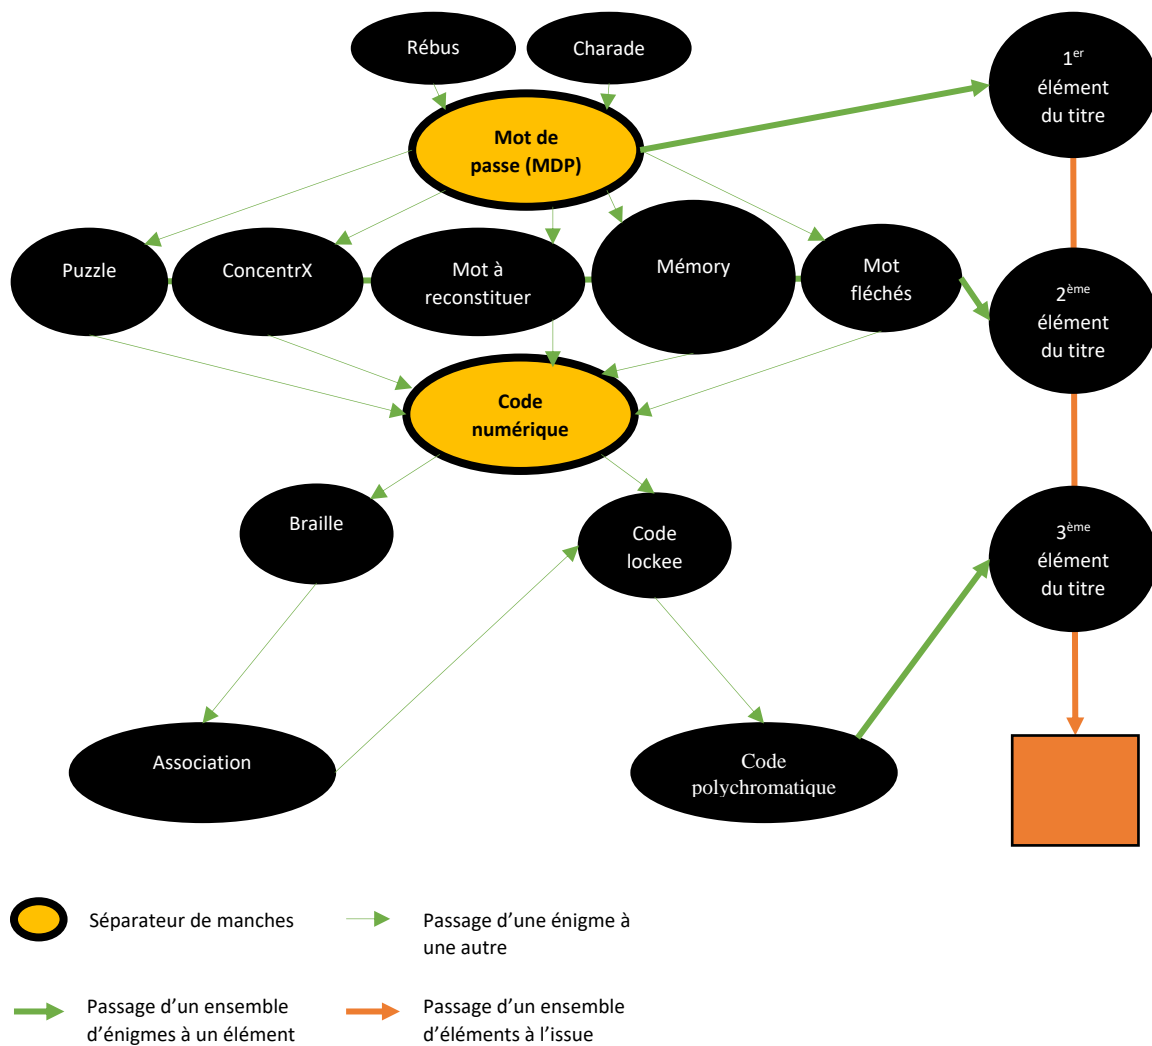 Rébus
Charade
1er
élément
du titre
Mot de
passe (MDP)
Puzzle
ConcentrX
Mot à
reconstituer
Mémory
Mot
fléchés
2ème
élément
du titre
Code
numérique
Braille
Code
lockee
3ème
élément
du titre
Association
Code
polychromatique
Séparateur de manches
Passage d’une énigme à
une autre
Passage d’un ensemble
d’énigmes à un élément
Passage d’un ensemble
d’éléments à l’issue